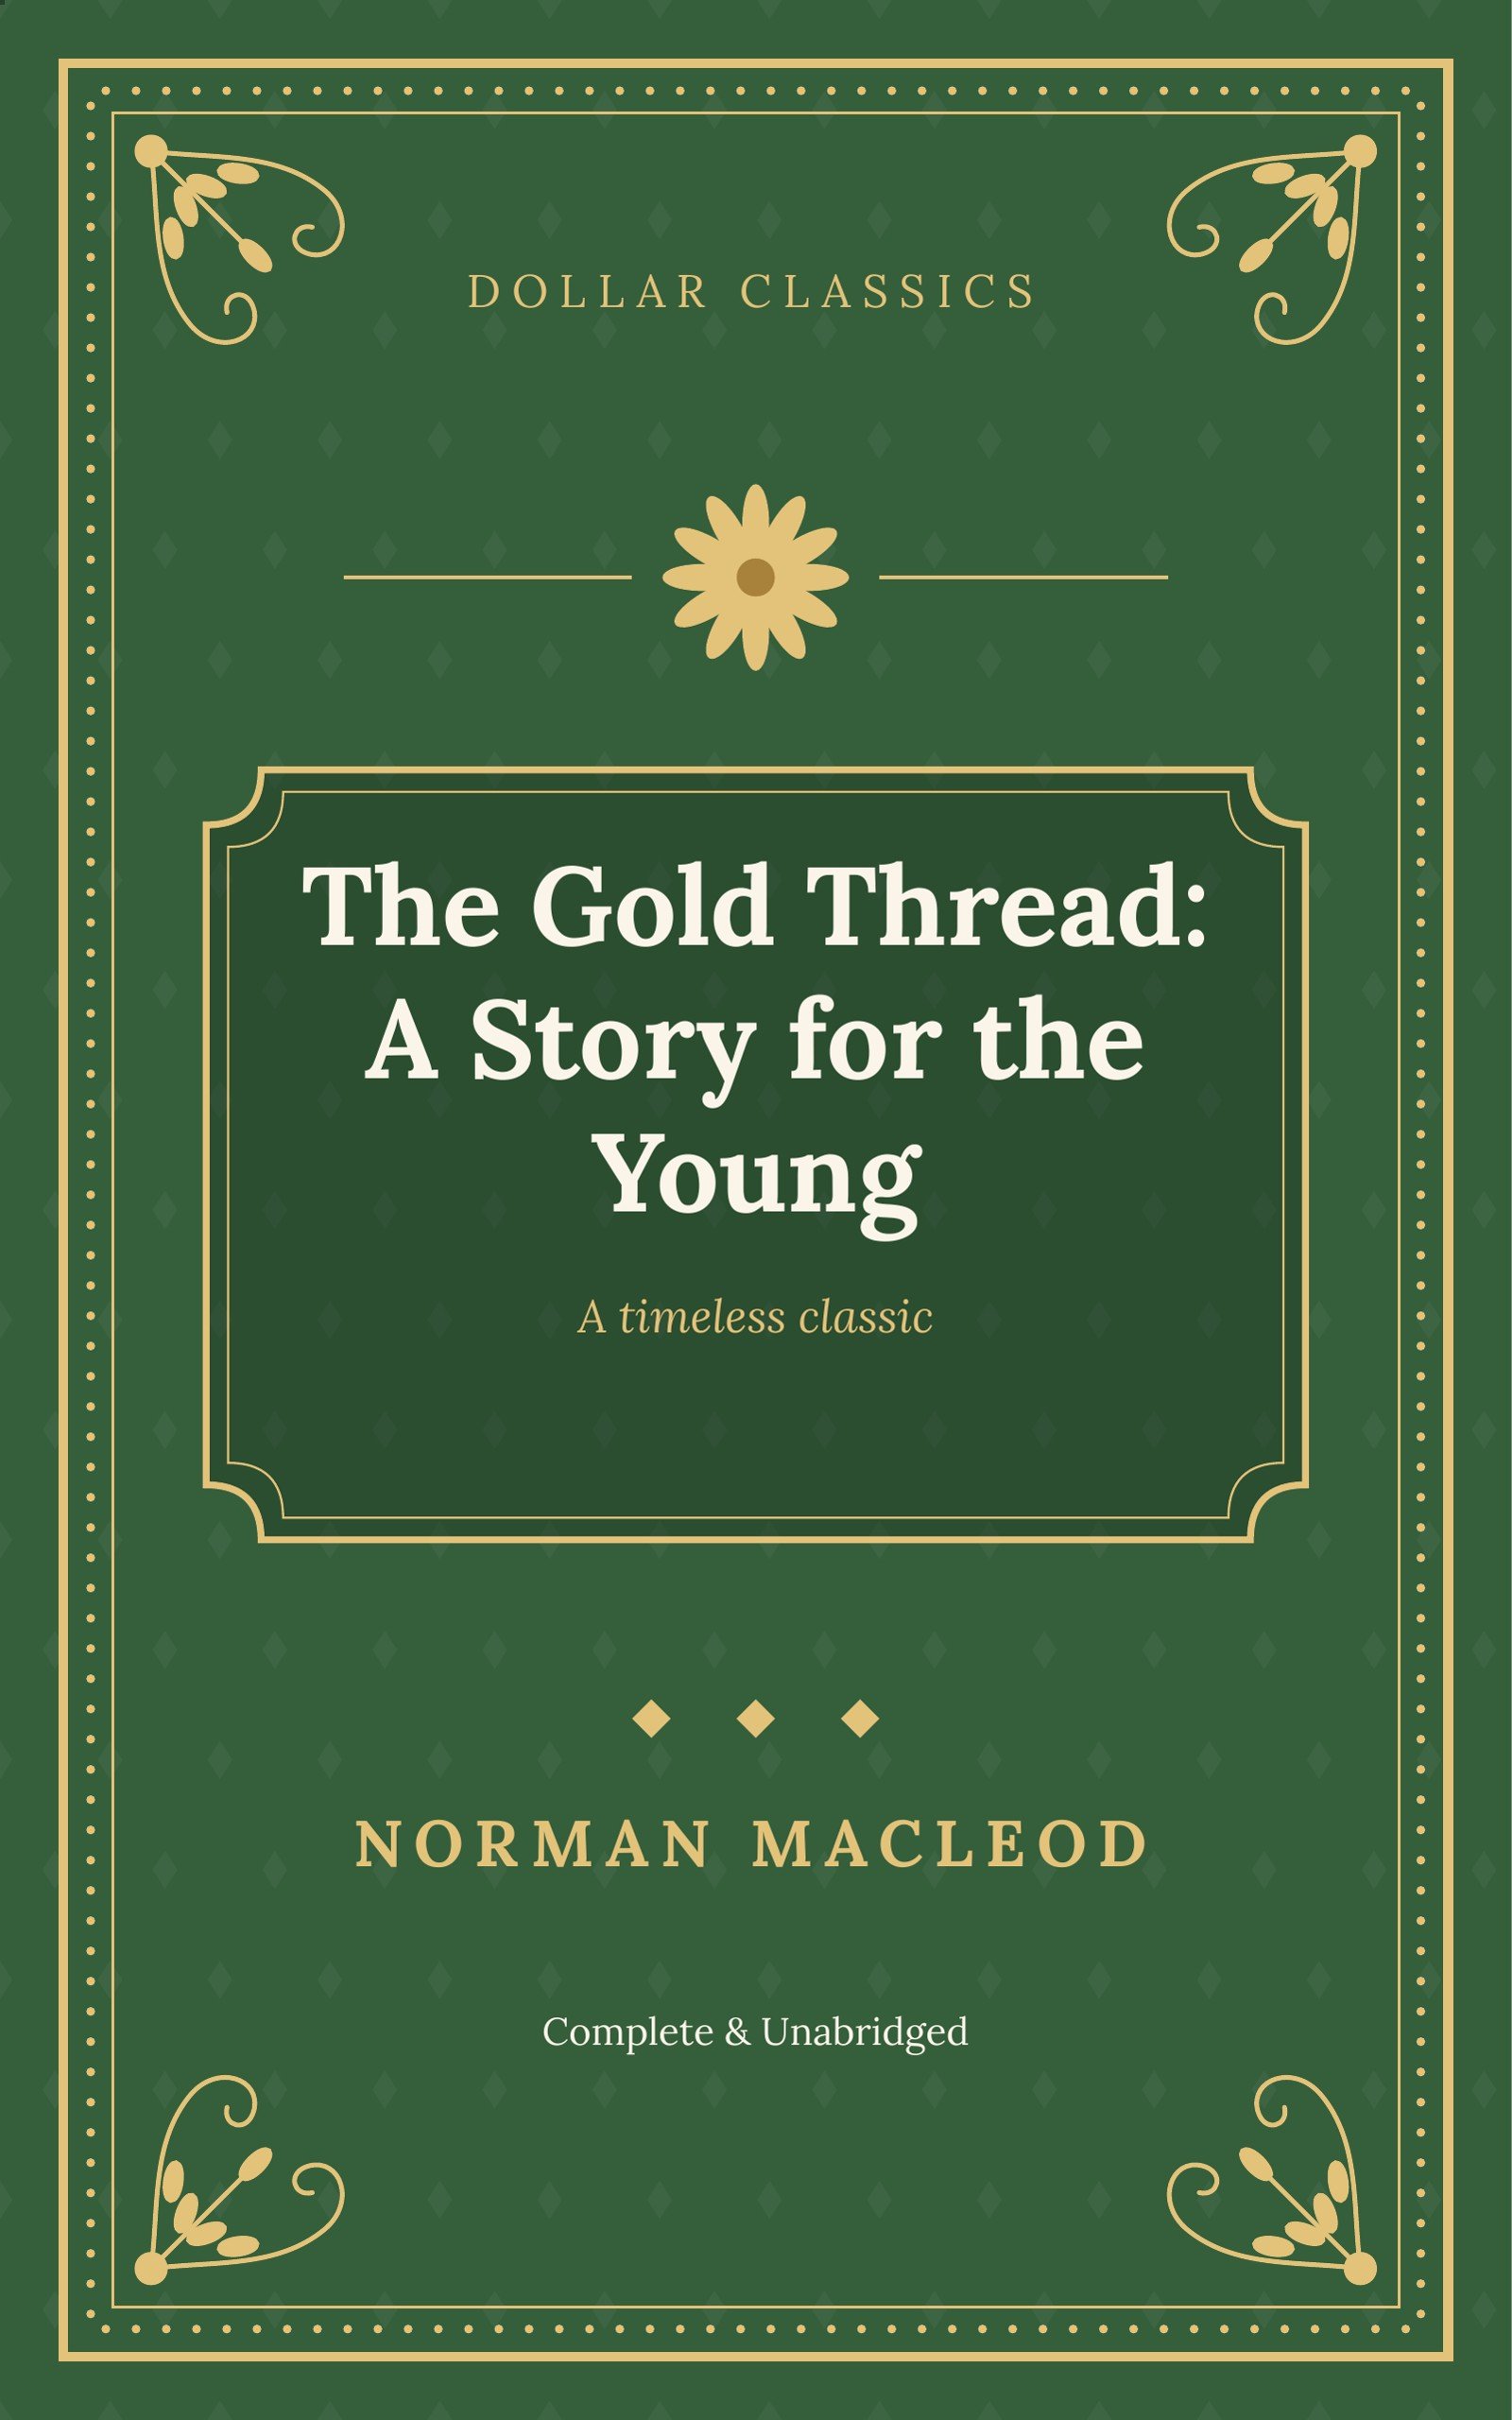 DOLLAR CLASSICS
The Gold Thread:
A Story for the
Young
A timeless classic
NORMAN MACLEOD
Complete & Unabridged